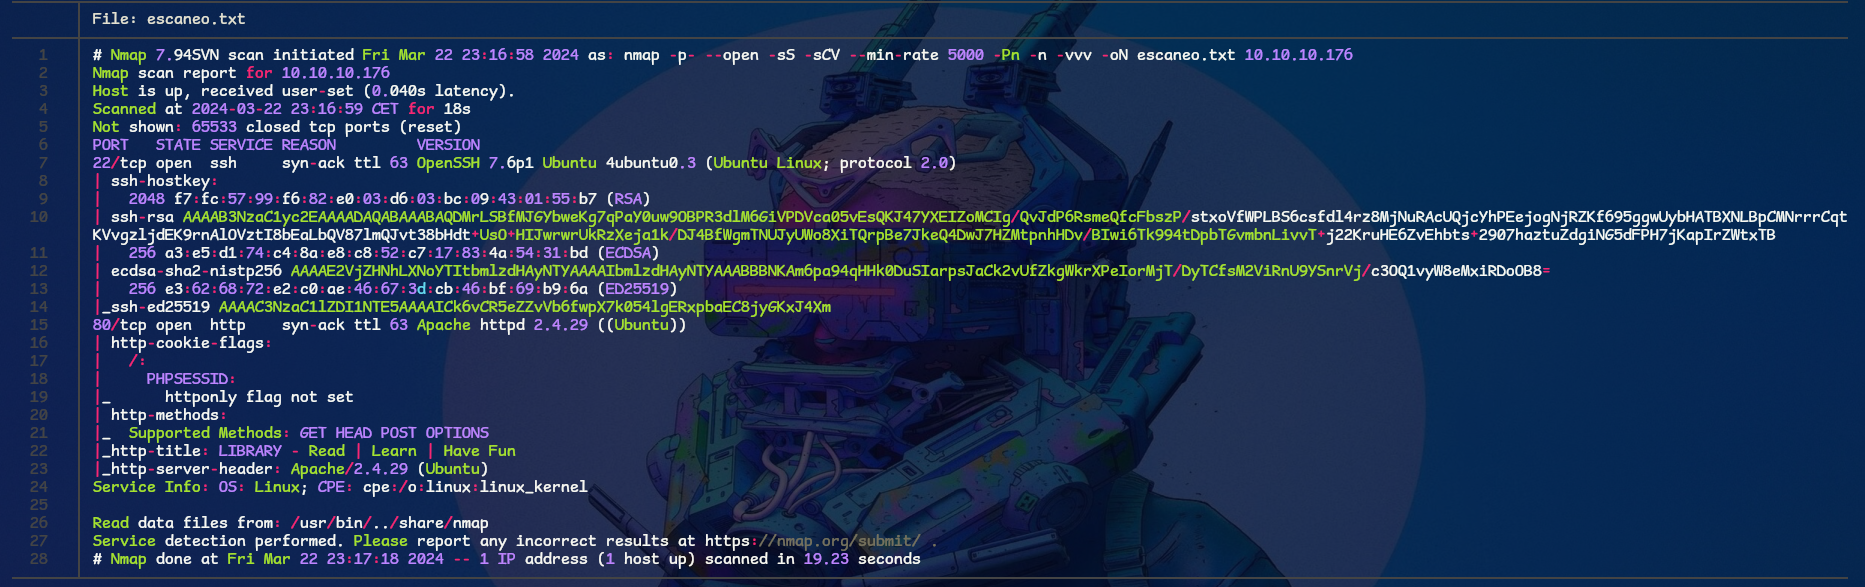 File: escaneo.txt
1 # Nmap 7.94SVN scan initiated Fri Mar 22 23:16:58 2024 as: nmap -p- --open -sS -sCV --min-rate 5000 -Pn -n -vvv -oN escaneo.txt 10.10.10.176
2 Nmap scan report for 10.10.10.176
3 Host is up, received user-set (0.040s latency).
4 Scanned at 2024-03-22 23:16:59 CET for 18s
5 Not shown: 65533 closed tcp ports (reset)
6 PORT   STATE SERVICE REASON         VERSION
7 22/tcp open  ssh     syn-ack ttl 63 OpenSSH 7.6p1 Ubuntu 4ubuntu0.3 (Ubuntu Linux; protocol 2.0)
8 | ssh-hostkey:
9 |   2048 f7:fc:57:99:f6:82:e0:03:d6:03:bc:09:43:01:55:b7 (RSA)
10 | ssh-rsa AAAAB3NzaC1yc2EAAAADAQABAAABAQDMrLSBfMJGYbweKg7qPaY0uw9OBPR3dlM6GiVPDVca05vEsQKJ47YXEIZoMCIg/QvJdP6RsmeQfcFbszP/stxoVfWPLBS6csfdl4rz8MjNuRAcUQjcYhPEejogNjRZKf695ggwUybHATBXNLBpCMNrrrCqt
KVvgzljdEK9rnAlOVztI8bEaLbQV87lmQJvt38bHdt+UsO+HIJwrwrUkRzXeja1k/DJ4BfWgmTNUJyUWo8XiTQrpBe7JkeQ4DwJ7HZMtpnhHDv/BIwi6Tk994tDpbTGvmbnLivvT+j22KruHE6ZvEhbts+2907haztuZdgiNG5dFPH7jKapIrZWtxTB
11 |   256 a3:e5:d1:74:c4:8a:e8:c8:52:c7:17:83:4a:54:31:bd (ECDSA)
12 | ecdsa-sha2-nistp256 AAAAE2VjZHNhLXNoYTItbmlzdHAyNTYAAAAIbmlzdHAyNTYAAABBBNKAm6pa94qHHk0DuSIarpsJaCk2vUfZkgWkrXPeIorMjT/DyTCfsM2ViRnU9YSnrVj/c3OQ1vyW8eMxiRDoOB8=
13 |   256 e3:62:68:72:e2:c0:ae:46:67:3d:cb:46:bf:69:b9:6a (ED25519)
14 |_ssh-ed25519 AAAAC3NzaC1lZDI1NTE5AAAAICk6vCR5eZZvVb6fwpX7k054lgERxpbaEC8jyGKxJ4Xm
15 80/tcp open  http    syn-ack ttl 63 Apache httpd 2.4.29 ((Ubuntu))
16 | http-cookie-flags:
17 |   /:
18 |     PHPSESSID:
19 |_      httponly flag not set
20 | http-methods:
21 |_  Supported Methods: GET HEAD POST OPTIONS
22 |_http-title: LIBRARY - Read | Learn | Have Fun
23 |_http-server-header: Apache/2.4.29 (Ubuntu)
24 Service Info: OS: Linux; CPE: cpe:/o:linux:linux_kernel
25
26 Read data files from: /usr/bin/../share/nmap
27 Service detection performed. Please report any incorrect results at https://nmap.org/submit/ .
28 # Nmap done at Fri Mar 22 23:17:18 2024 -- 1 IP address (1 host up) scanned in 19.23 seconds